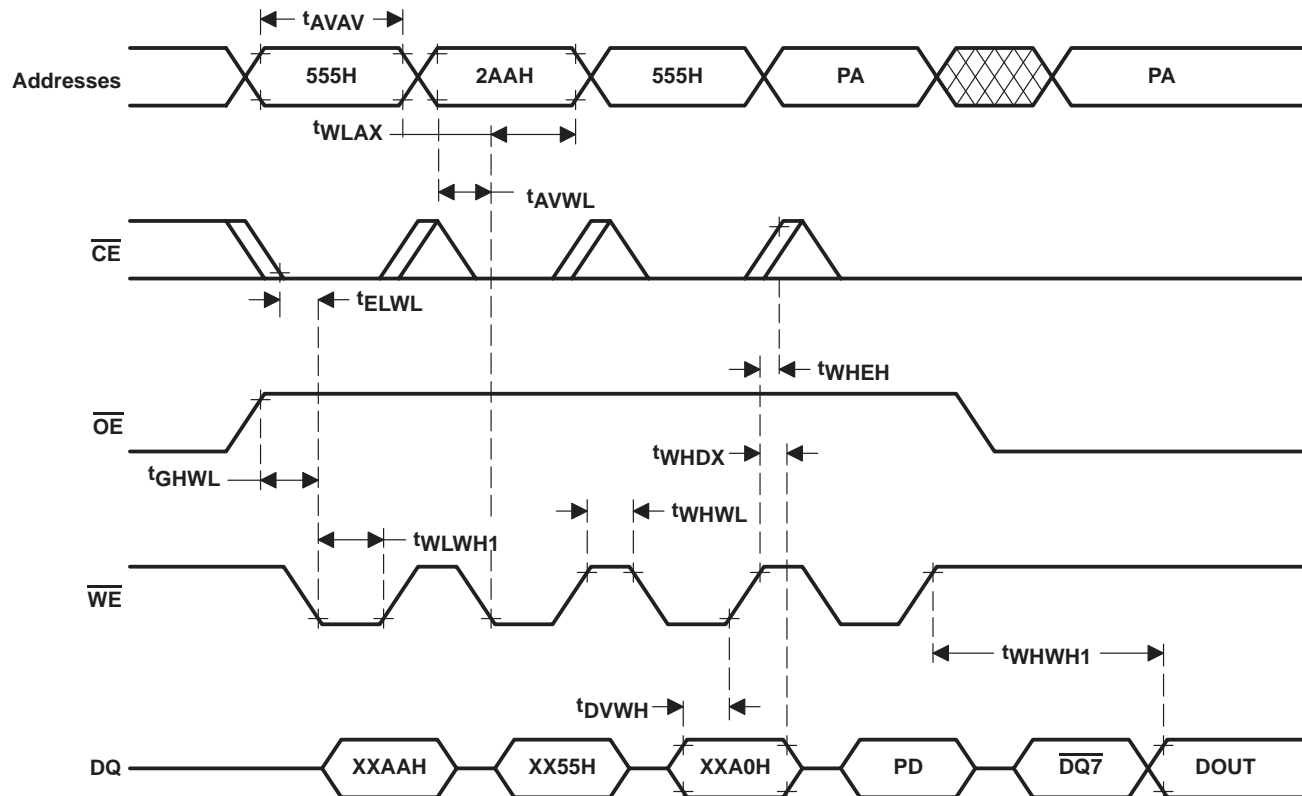 tAVAV
Addresses 555H 2AAH 555H PA PA
tWLAX
tAVWL
CE
tELWL
tWHEH
OE
tWHDX
tGHWL
tWHWL
tWLWH1
WE
tWHWH1
tDVWH
DQ XXAAH XX55H XXA0H PD DQ7 DOUT